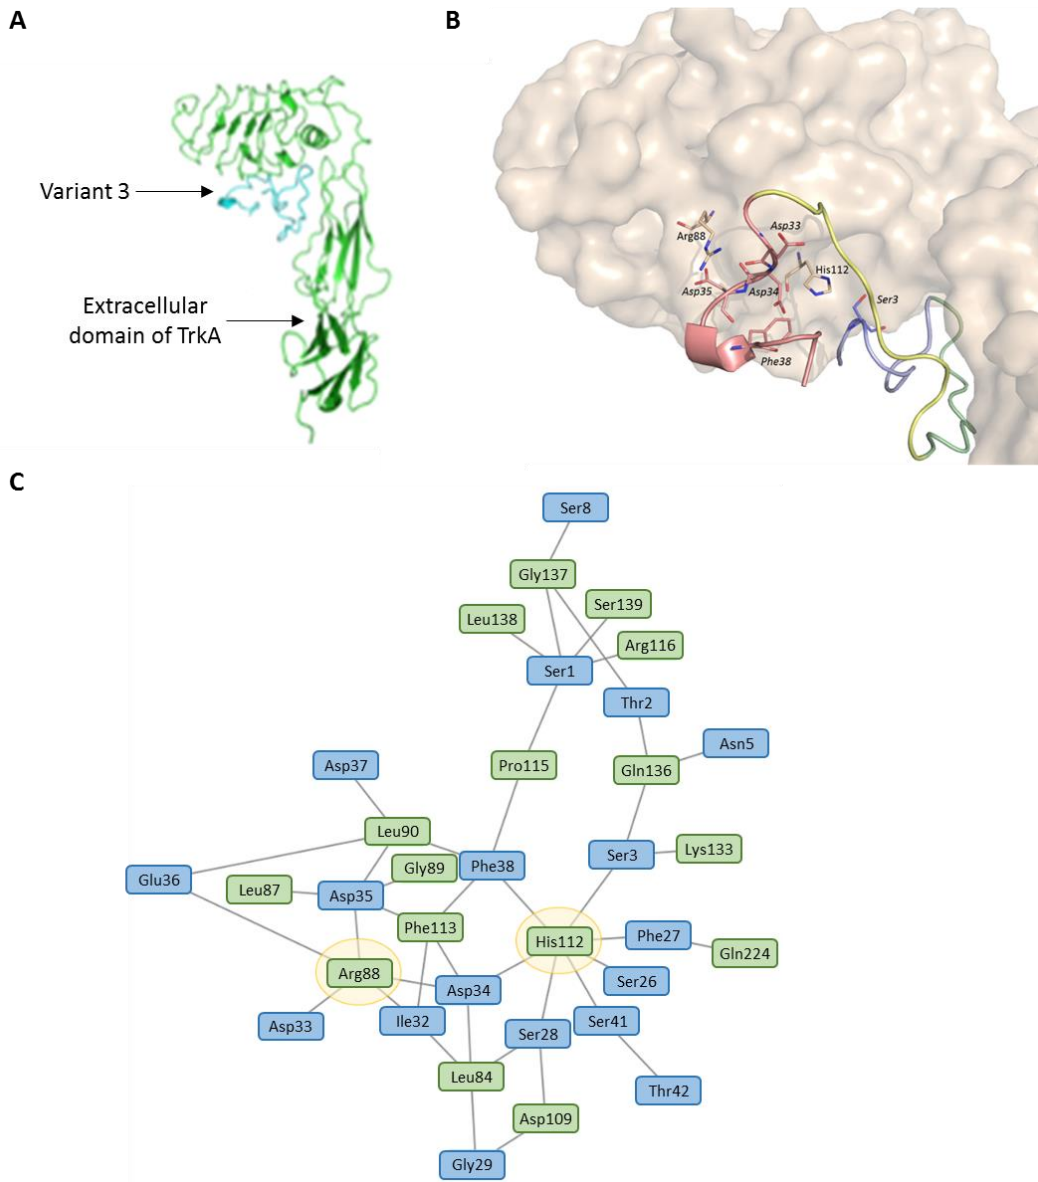 A
Variant 3
Extracellular
domain of TrkA
B
Arg88
Asp33
Asp35
Asp34
His112
Ser3
Phe38
C
Ser8
Gly137
Ser139
Leu138
Arg116
Ser1
Thr2
Asn5
Pro115
Gln136
Asp37
Leu90
Gly89
Phe38
Ser3
Lys133
Glu36
Leu87
Asp35
Phe113
His112
Phe27
Gln224
Arg88
Asp34
Ser26
Asp33
Ile32
Ser28
Ser41
Leu84
Thr42
Asp109
Gly29